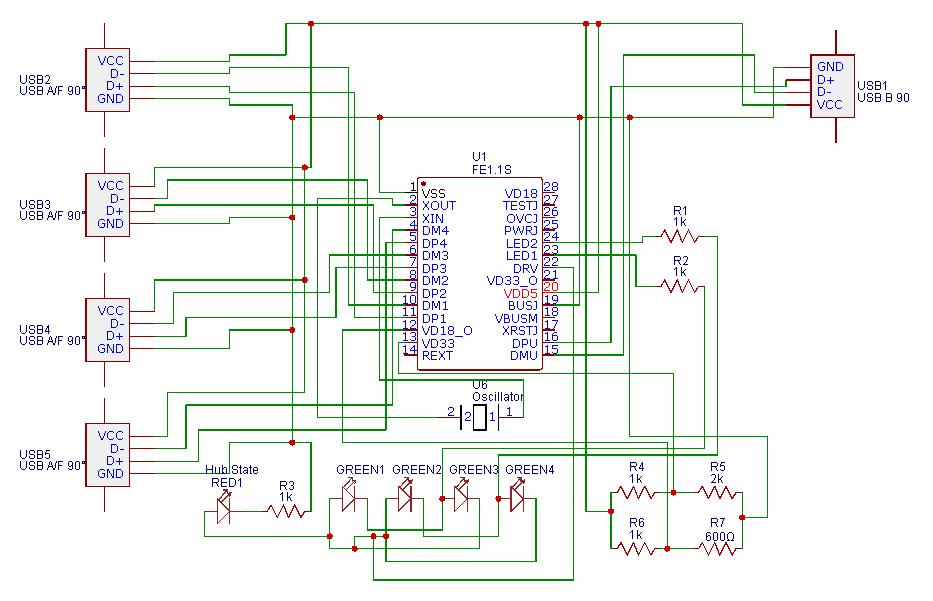 USB2
USB A/F 90°
VCC
D-
D+
GND
USB3
USB A/F 90°
VCC
D-
D+
GND
USB4
USB A/F 90°
VCC
D-
D+
GND
USB5
USB A/F 90°
VCC
D-
D+
GND
U1
FE1.1S
1 VSS
2 XOUT
3 XIN
4 DM4
5 DP4
6 DM3
7 DP3
8 DM2
9 DP2
10 DM1
11 DP1
12 VD18_O
13 VD33
14 REXT
VD18 28
TESTJ 27
OVCJ 26
PWRJ 25
LED2 24
LED1 23
DRV 22
VD33_O 21
VDD5 20
BUSJ 19
VBUSM 18
XRSTJ 17
DPU 16
DMU 15
GND
D+
D-
VCC
USB1
USB B 90
R1
1k
R2
1k
U6
Oscillator
2 2 1 1
Hub State
RED1
R3
1k
GREEN1
GREEN2
GREEN3
GREEN4
R4
1k
R5
2k
R6
1k
R7
600Ω